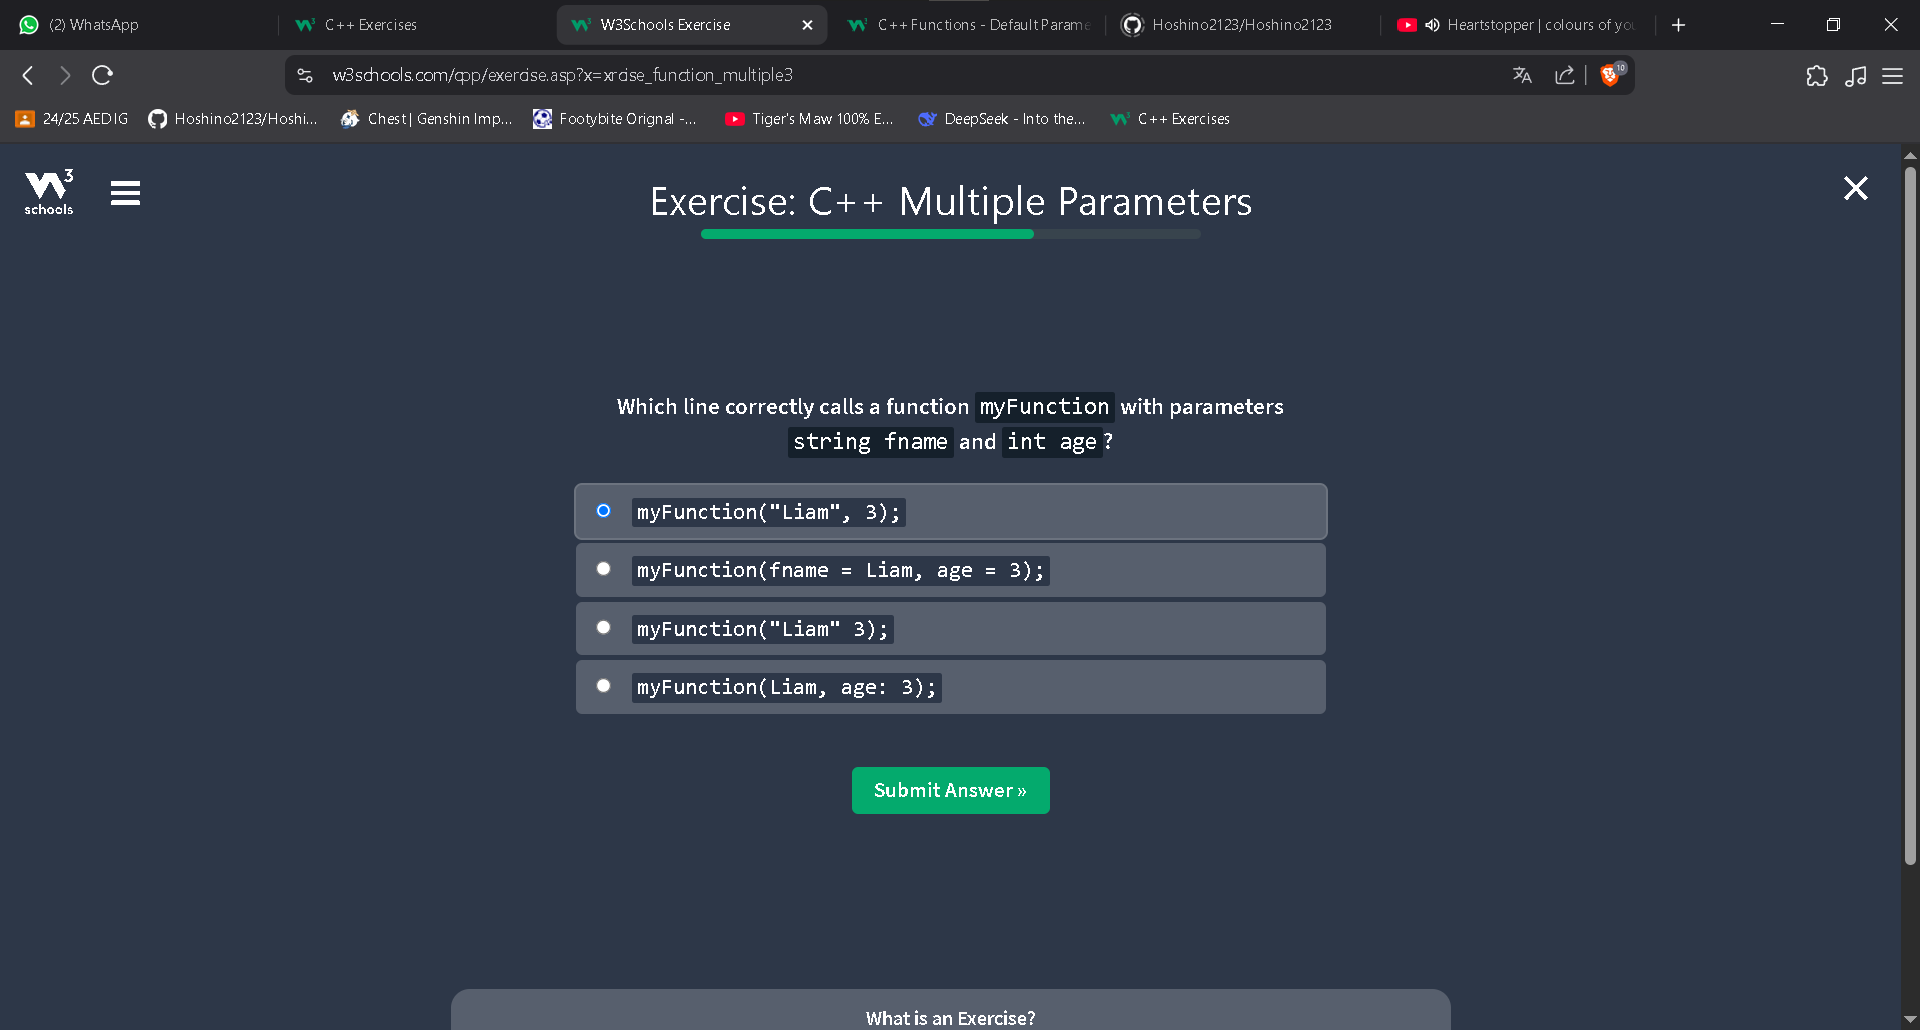 (2) WhatsApp
C++ Exercises
W3Schools Exercise
C++ Functions - Default Parame
Hoshino2123/Hoshino2123
Heartstopper | colours of you
w3schools.com/cpp/exercise.asp?x=xrcise_function_multiple3
10
24/25 AEDIG
Hoshino2123/Hoshi...
Chest | Genshin Imp...
Footybite Orignal -...
Tiger's Maw 100% E...
DeepSeek - Into the...
C++ Exercises
3
schools
Exercise: C++ Multiple Parameters
Which line correctly calls a function myFunction with parameters
string fname and int age?
myFunction("Liam", 3);
myFunction(fname = Liam, age = 3);
myFunction("Liam" 3);
myFunction(Liam, age: 3);
Submit Answer »
What is an Exercise?